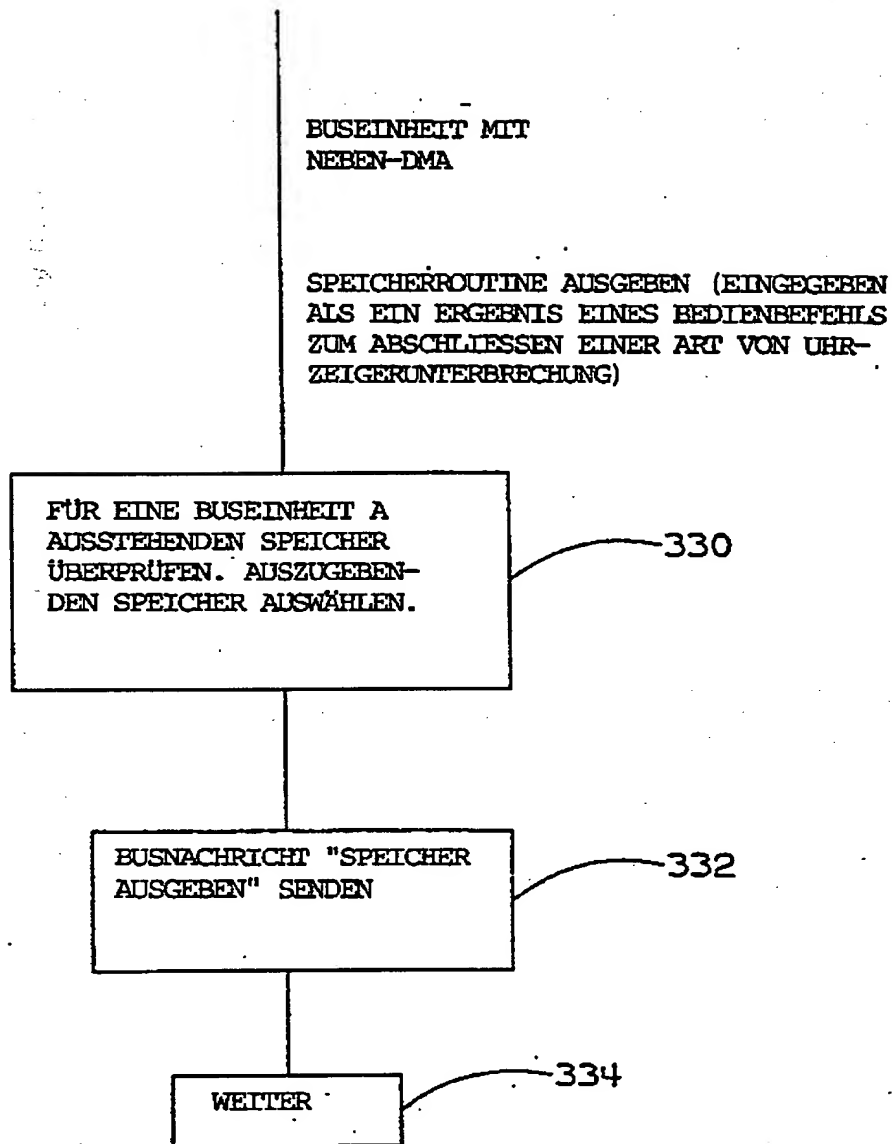 BUSEINHEIT MIT
NEBEN-DMA
SPEICHERROUTINE AUSGEBEN (EINGEGEBEN
ALS EIN ERGEBNIS EINES BEDIENBEFEHLS
ZUM ABSCHLIESSEN EINER ART VON UHR-
ZEIGERUNTERBRECHUNG)
FÜR EINE BUSEINHEIT A
AUSSTEHENDEN SPEICHER
ÜBERPRÜFEN. AUSZUGEBEN-
DEN SPEICHER AUSWÄHLEN.
330
BUSNACHRICHT "SPEICHER
AUSGEBEN" SENDEN
332
WEITER
334